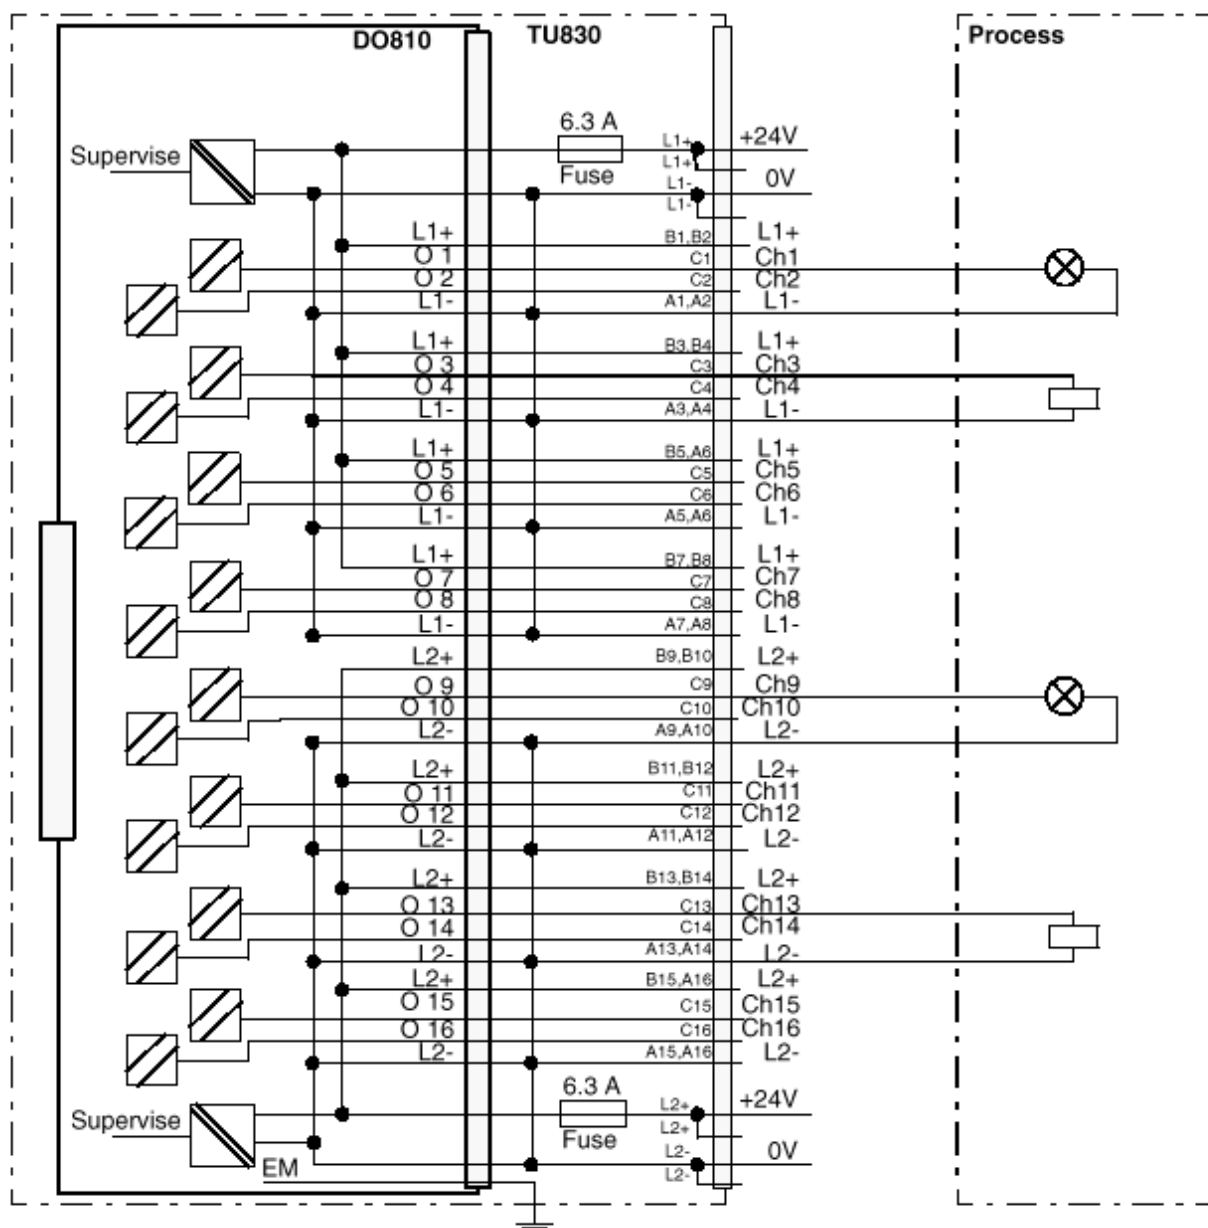 DO810 TU830 Process
6.3 A
Supervise Fuse L1+ +24V
L1+
L1- 0V
L1-
L1+ B1,B2 L1+
O 1 C1 Ch1
O 2 C2 Ch2
L1- A1,A2 L1-
L1+ B3,B4 L1+
O 3 C3 Ch3
O 4 C4 Ch4
L1- A3,A4 L1-
L1+ B5,A6 L1+
O 5 C5 Ch5
O 6 C6 Ch6
L1- A5,A6 L1-
L1+ B7,B8 L1+
O 7 C7 Ch7
O 8 C8 Ch8
L1- A7,A8 L1-
L2+ B9,B10 L2+
O 9 C9 Ch9
O 10 C10 Ch10
L2- A9,A10 L2-
L2+ B11,B12 L2+
O 11 C11 Ch11
O 12 C12 Ch12
L2- A11,A12 L2-
L2+ B13,B14 L2+
O 13 C13 Ch13
O 14 C14 Ch14
L2- A13,A14 L2-
L2+ B15,A16 L2+
O 15 C15 Ch15
O 16 C16 Ch16
L2- A15,A16 L2-
6.3 A
Supervise Fuse L2+ +24V
L2+
L2- 0V
L2-
EM